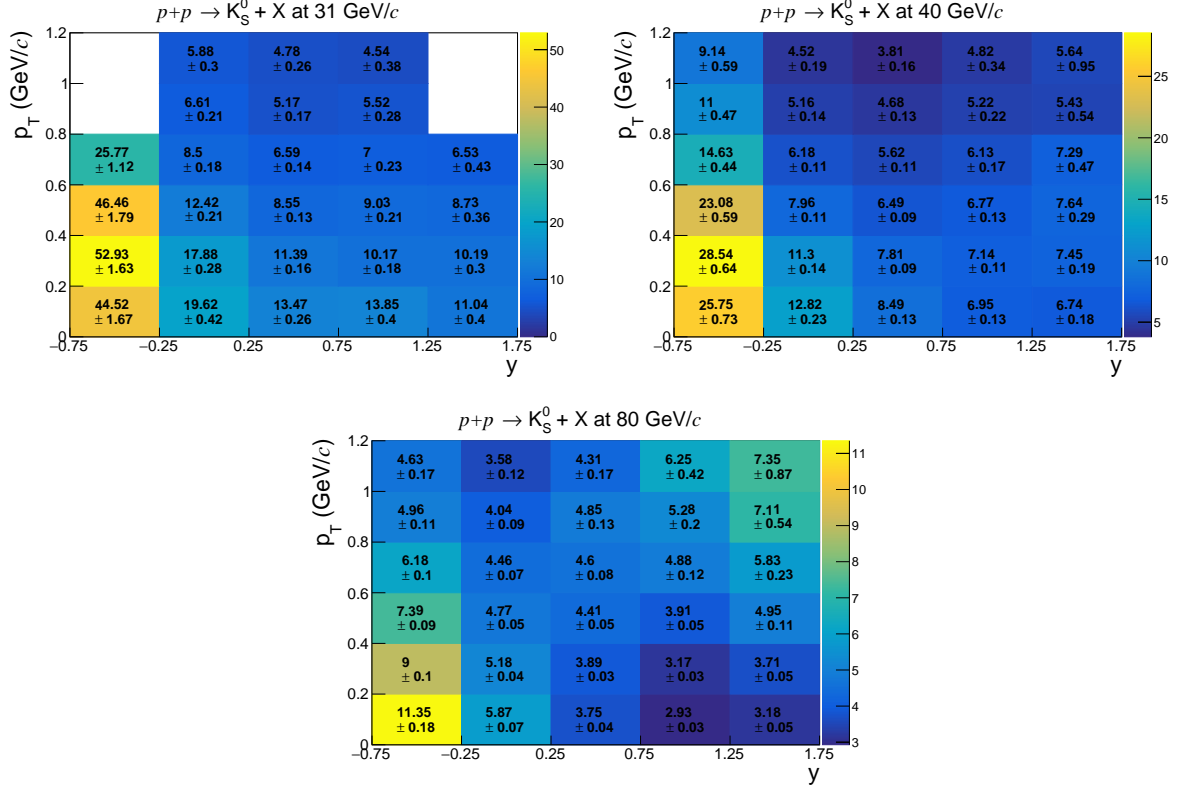 p+p → K⁰_S + X at 31 GeV/c
p_T (GeV/c)
1.2
1
0.8
0.6
0.4
0.2
0
5.88 4.78 4.54
± 0.3 ± 0.26 ± 0.38
6.61 5.17 5.52
± 0.21 ± 0.17 ± 0.28
25.77 8.5 6.59 7 6.53
± 1.12 ± 0.18 ± 0.14 ± 0.23 ± 0.43
46.46 12.42 8.55 9.03 8.73
± 1.79 ± 0.21 ± 0.13 ± 0.21 ± 0.36
52.93 17.88 11.39 10.17 10.19
± 1.63 ± 0.28 ± 0.16 ± 0.18 ± 0.3
44.52 19.62 13.47 13.85 11.04
± 1.67 ± 0.42 ± 0.26 ± 0.4 ± 0.4
−0.75 −0.25 0.25 0.75 1.25 1.75
y
50
40
30
20
10
0
p+p → K⁰_S + X at 40 GeV/c
p_T (GeV/c)
1.2
1
0.8
0.6
0.4
0.2
0
9.14 4.52 3.81 4.82 5.64
± 0.59 ± 0.19 ± 0.16 ± 0.34 ± 0.95
11 5.16 4.68 5.22 5.43
± 0.47 ± 0.14 ± 0.13 ± 0.22 ± 0.54
14.63 6.18 5.62 6.13 7.29
± 0.44 ± 0.11 ± 0.11 ± 0.17 ± 0.47
23.08 7.96 6.49 6.77 7.64
± 0.59 ± 0.11 ± 0.09 ± 0.13 ± 0.29
28.54 11.3 7.81 7.14 7.45
± 0.64 ± 0.14 ± 0.09 ± 0.11 ± 0.19
25.75 12.82 8.49 6.95 6.74
± 0.73 ± 0.23 ± 0.13 ± 0.13 ± 0.18
−0.75 −0.25 0.25 0.75 1.25 1.75
y
25
20
15
10
5
p+p → K⁰_S + X at 80 GeV/c
p_T (GeV/c)
1.2
1
0.8
0.6
0.4
0.2
0
4.63 3.58 4.31 6.25 7.35
± 0.17 ± 0.12 ± 0.17 ± 0.42 ± 0.87
4.96 4.04 4.85 5.28 7.11
± 0.11 ± 0.09 ± 0.13 ± 0.2 ± 0.54
6.18 4.46 4.6 4.88 5.83
± 0.1 ± 0.07 ± 0.08 ± 0.12 ± 0.23
7.39 4.77 4.41 3.91 4.95
± 0.09 ± 0.05 ± 0.05 ± 0.05 ± 0.11
9 5.18 3.89 3.17 3.71
± 0.1 ± 0.04 ± 0.03 ± 0.03 ± 0.05
11.35 5.87 3.75 2.93 3.18
± 0.18 ± 0.07 ± 0.04 ± 0.03 ± 0.05
−0.75 −0.25 0.25 0.75 1.25 1.75
y
11
10
9
8
7
6
5
4
3